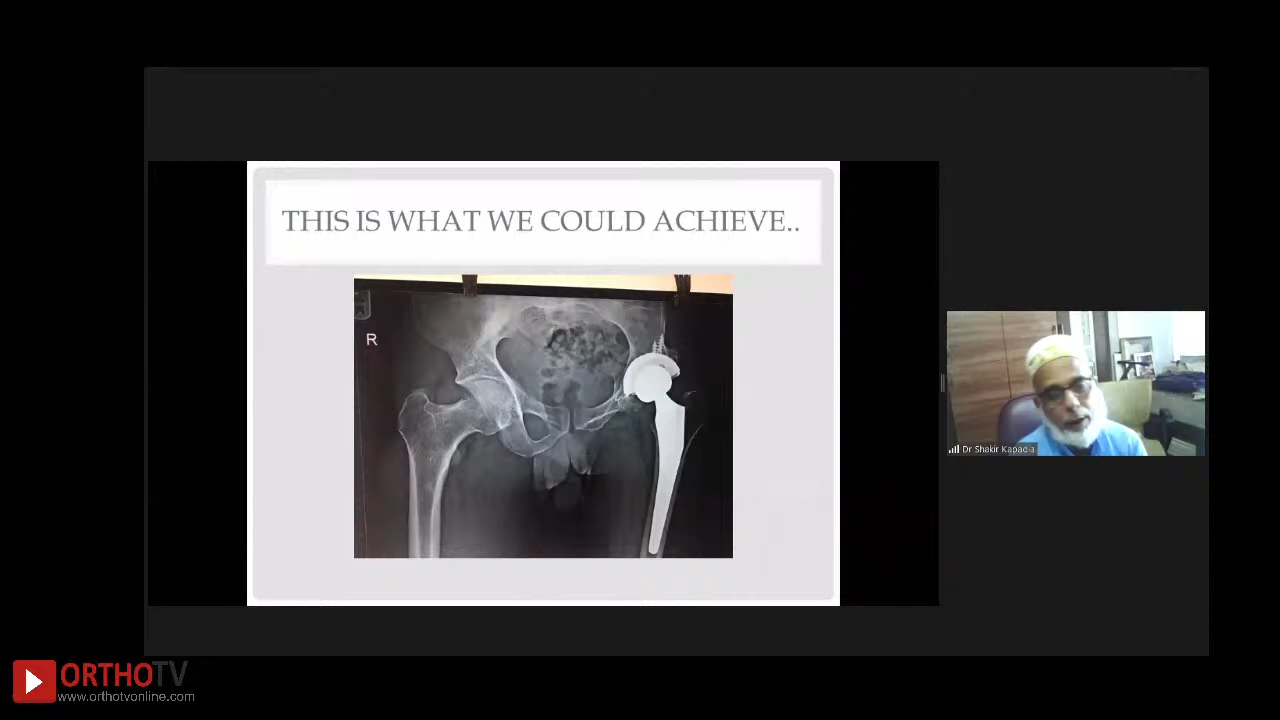 THIS IS WHAT WE COULD ACHIEVE..
R
Dr Shakir Kapadia
ORTHOTV
www.orthotvonline.com